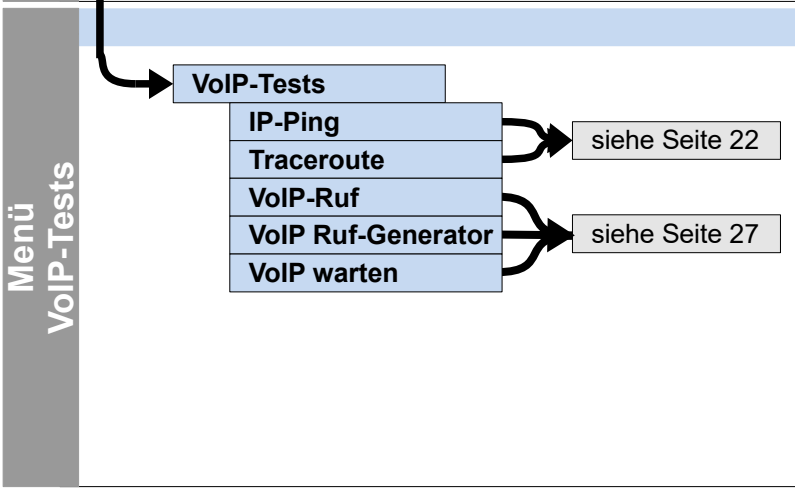 Menü
VoIP-Tests
VoIP-Tests
IP-Ping
Traceroute
siehe Seite 22
VoIP-Ruf
VoIP Ruf-Generator
siehe Seite 27
VoIP warten